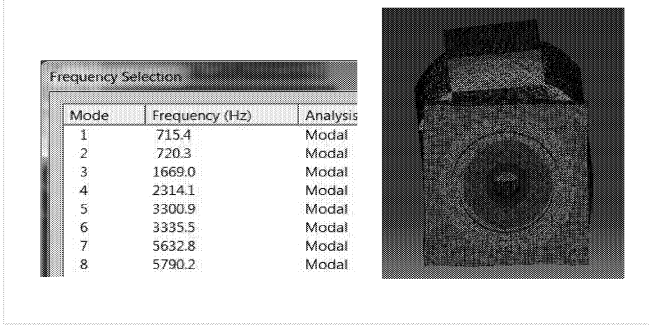 Frequency Selection
Mode Frequency (Hz) Analysis
1 715.4 Modal
2 720.3 Modal
3 1669.0 Modal
4 2314.1 Modal
5 3300.9 Modal
6 3335.5 Modal
7 5632.8 Modal
8 5790.2 Modal